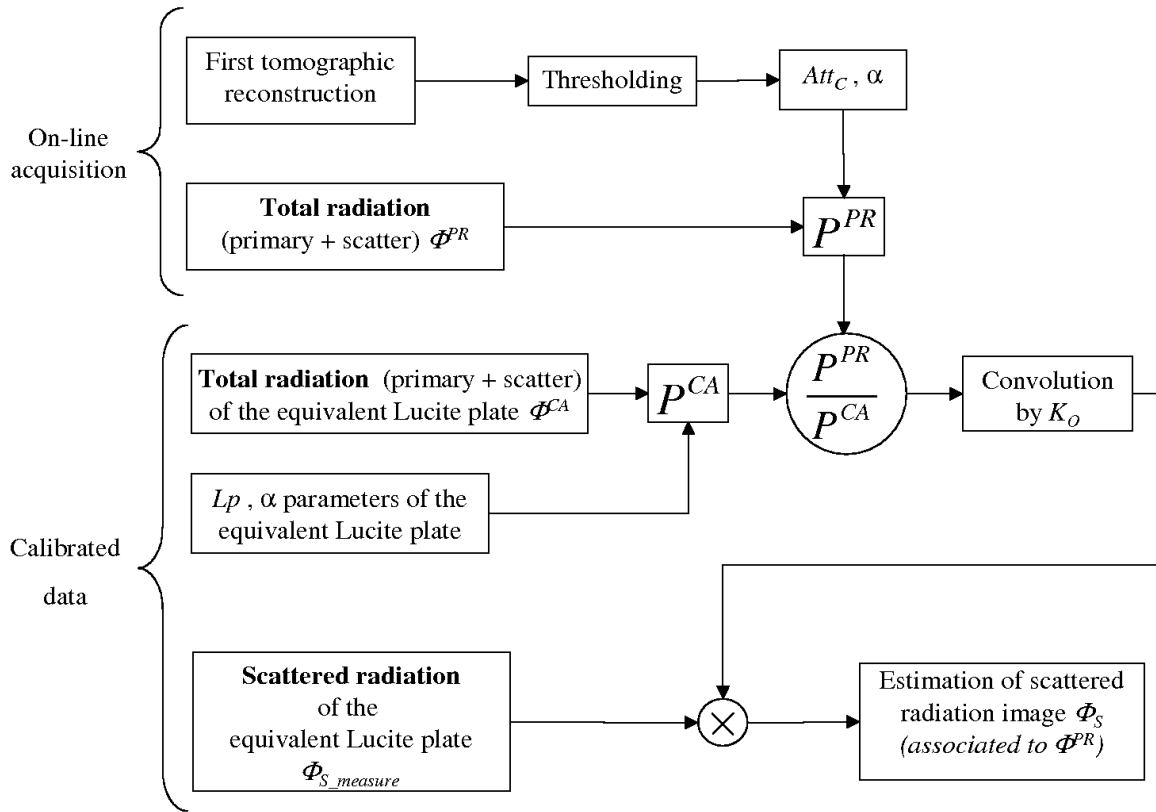 On-line
acquisition
First tomographic
reconstruction
Thresholding
Att_C , α
Total radiation
(primary + scatter) Φ^PR
P^PR
Calibrated
data
Total radiation (primary + scatter)
of the equivalent Lucite plate Φ^CA
P^CA
P^PR
P^CA
Convolution
by K_O
Lp , α parameters of the
equivalent Lucite plate
Scattered radiation
of the
equivalent Lucite plate
Φ_S_measure
×
Estimation of scattered
radiation image Φ_S
(associated to Φ^PR)